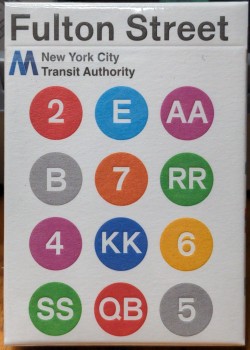 Fulton Street
M New York City
Transit Authority
2 E AA
B 7 RR
4 KK 6
SS QB 5